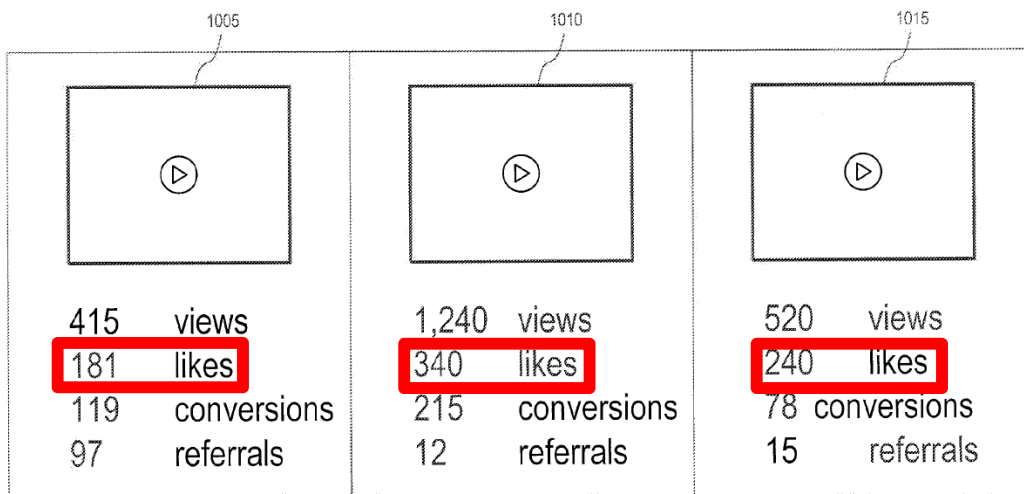 1005
1010
1015
415 views
181 likes
119 conversions
97 referrals
1,240 views
340 likes
215 conversions
12 referrals
520 views
240 likes
78 conversions
15 referrals